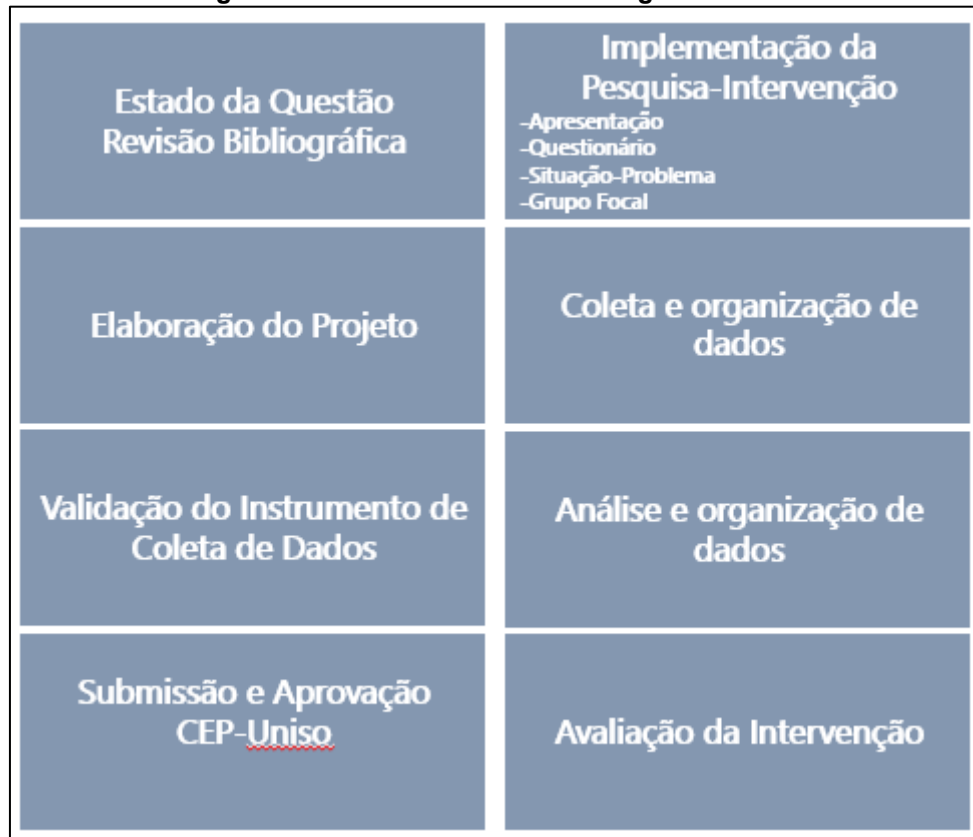 Estado da Questão
Revisão Bibliográfica
Elaboração do Projeto
Validação do Instrumento de
Coleta de Dados
Submissão e Aprovação
CEP-Uniso
Implementação da
Pesquisa-Intervenção
-Apresentação
-Questionário
-Situação-Problema
-Grupo Focal
Coleta e organização de
dados
Análise e organização de
dados
Avaliação da Intervenção